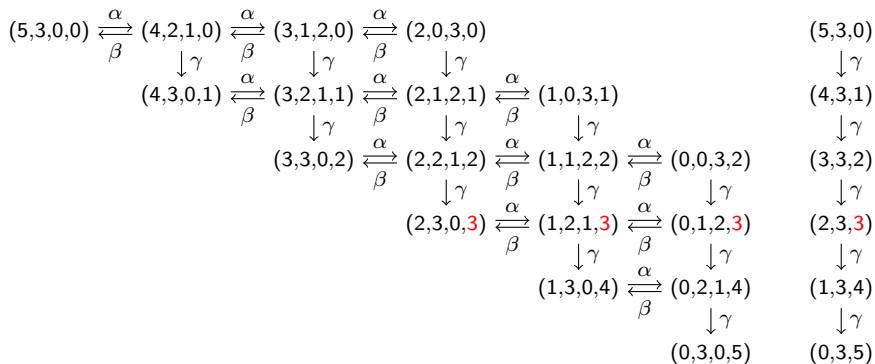 α α α
(5,3,0,0) ⇌ (4,2,1,0) ⇌ (3,1,2,0) ⇌ (2,0,3,0) (5,3,0)
β β β
↓γ ↓γ ↓γ ↓γ
α α α
(4,3,0,1) ⇌ (3,2,1,1) ⇌ (2,1,2,1) ⇌ (1,0,3,1) (4,3,1)
β β β
↓γ ↓γ ↓γ ↓γ
α α α
(3,3,0,2) ⇌ (2,2,1,2) ⇌ (1,1,2,2) ⇌ (0,0,3,2) (3,3,2)
β β β
↓γ ↓γ ↓γ ↓γ
α α
(2,3,0,3) ⇌ (1,2,1,3) ⇌ (0,1,2,3) (2,3,3)
β β
↓γ ↓γ ↓γ
α
(1,3,0,4) ⇌ (0,2,1,4) (1,3,4)
β
↓γ ↓γ
(0,3,0,5) (0,3,5)